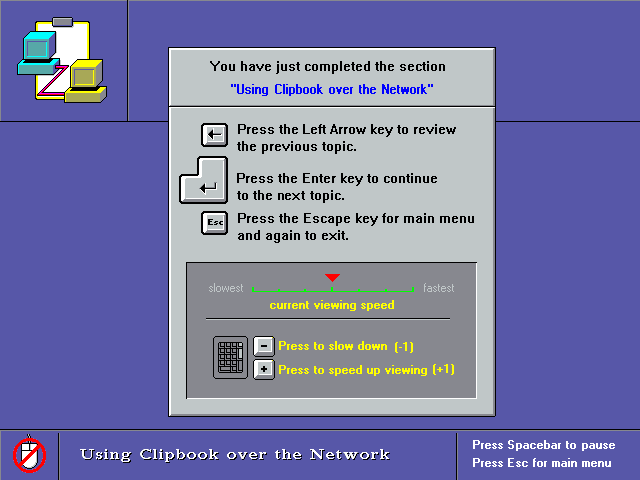 You have just completed the section
"Using Clipbook over the Network"
Press the Left Arrow key to review
the previous topic.
Press the Enter key to continue
to the next topic.
Esc
Press the Escape key for main menu
and again to exit.
slowest
fastest
current viewing speed
- Press to slow down (-1)
+ Press to speed up viewing (+1)
Using Clipbook over the Network
Press Spacebar to pause
Press Esc for main menu